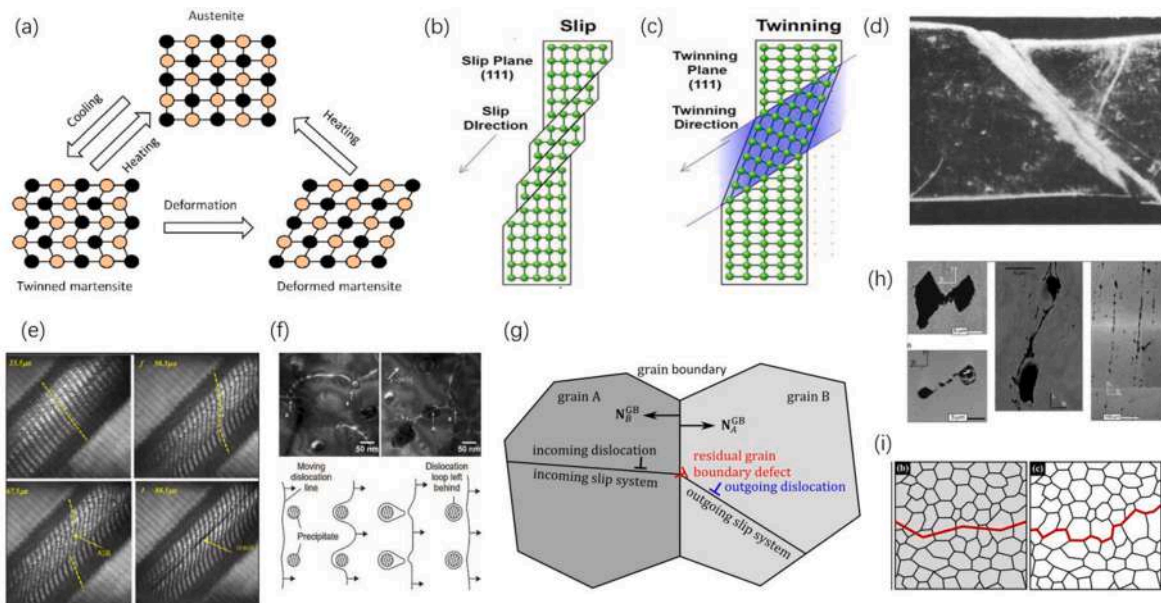 (a)
Austenite
Cooling
Heating
Heating
Deformation
Twinned martensite
Deformed martensite
(b)
Slip
Slip Plane
(111)
Slip
DIrection
(c)
Twinning
Twinning
Plane
(111)
Twinning
Direction
(d)
(e)
(f)
50 nm
50 nm
Moving
dislocation
line
Dislocation
loop left
behind
Precipitate
(g)
grain boundary
grain A
grain B
incoming dislocation
incoming slip system
residual grain
boundary defect
outgoing dislocation
outgoing slip system
(h)
(i)
(b)
(c)